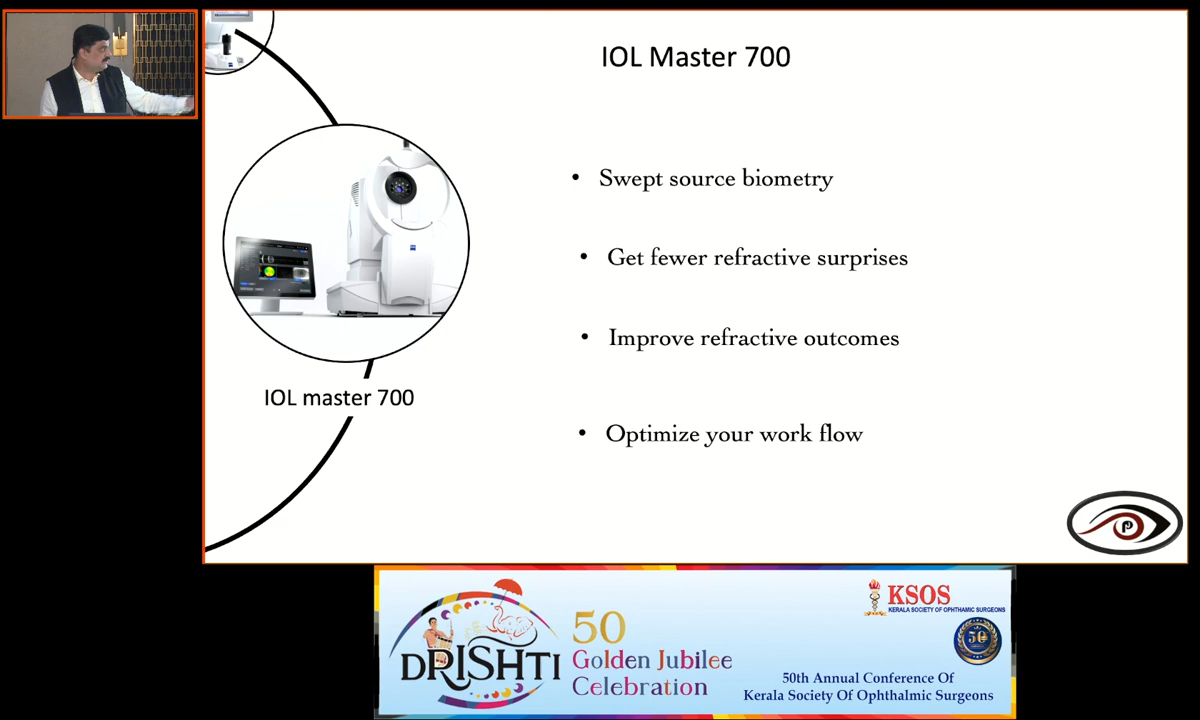 IOL Master 700
• Swept source biometry
• Get fewer refractive surprises
• Improve refractive outcomes
• Optimize your work flow
IOL master 700
P
DRISHTI
50
Golden Jubilee
Celebration
KSOS
KERALA SOCIETY OF OPHTHAMIC SURGEONS
50
50th Annual Conference Of
Kerala Society Of Ophthalmic Surgeons